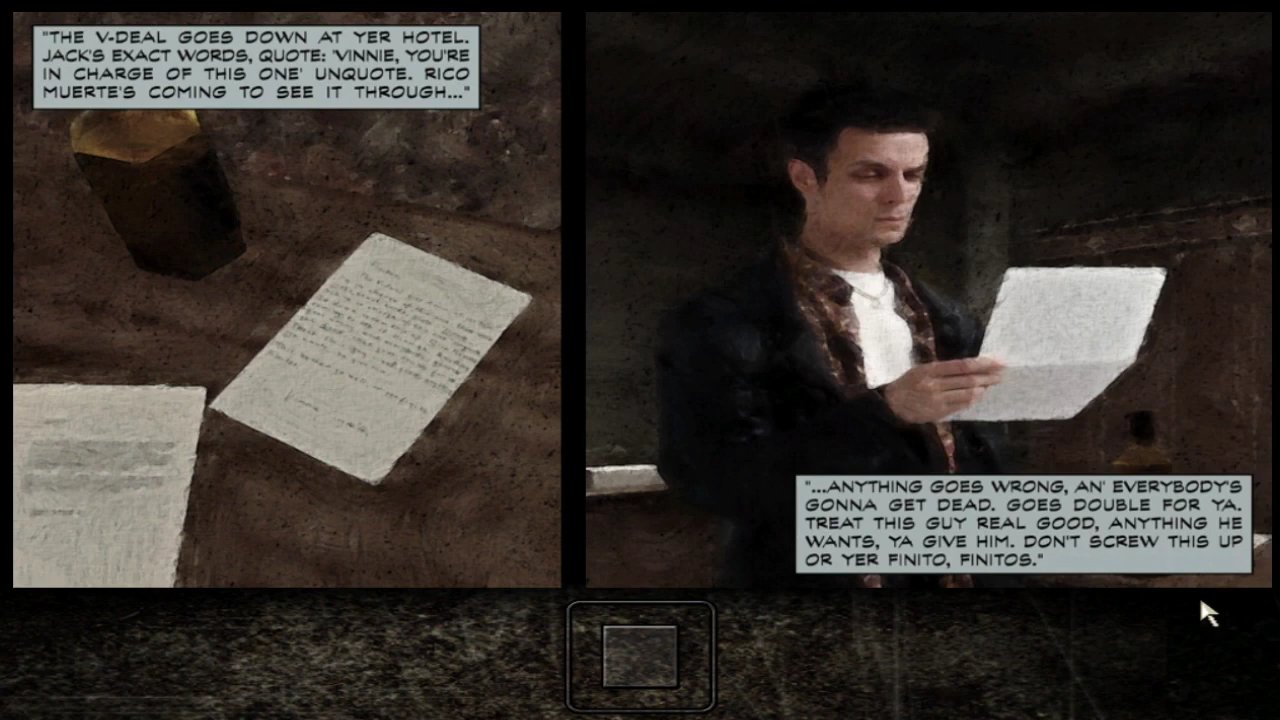 "THE V-DEAL GOES DOWN AT YER HOTEL.
JACK'S EXACT WORDS, QUOTE: 'VINNIE, YOU'RE
IN CHARGE OF THIS ONE' UNQUOTE. RICO
MUERTE'S COMING TO SEE IT THROUGH..."
"...ANYTHING GOES WRONG, AN' EVERYBODY'S
GONNA GET DEAD. GOES DOUBLE FOR YA.
TREAT THIS GUY REAL GOOD, ANYTHING HE
WANTS, YA GIVE HIM. DON'T SCREW THIS UP
OR YER FINITO, FINITOS."